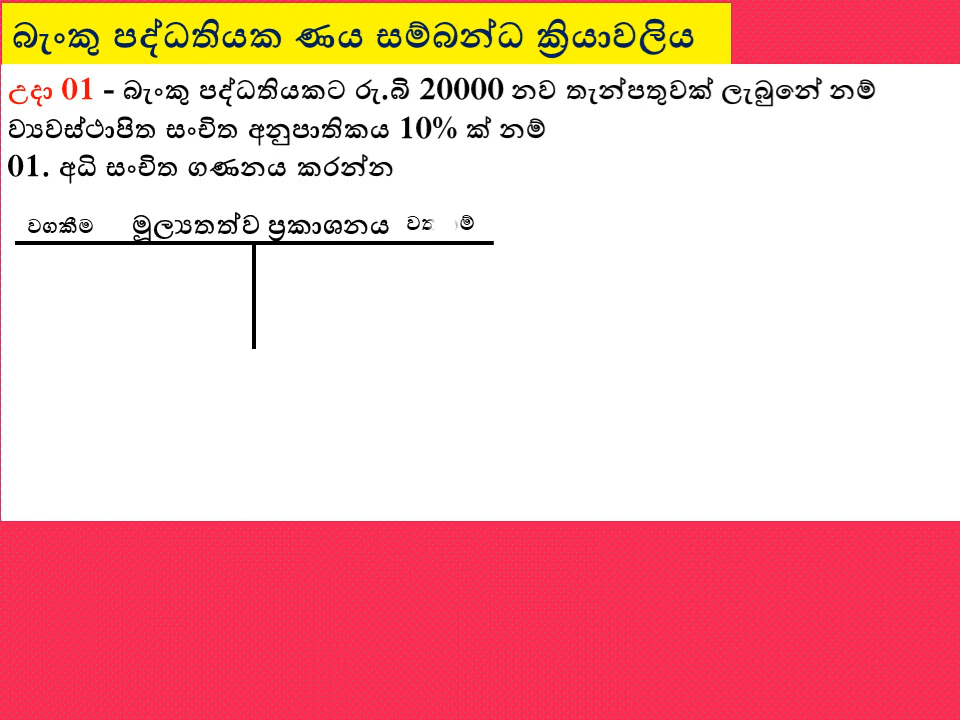 බැංකු පද්ධතියක ණය සම්බන්ධ ක්‍රියාවලිය
උදා 01 - බැංකු පද්ධතියකට රු.බි 20000 නව තැන්පතුවක් ලැබුනේ නම්
ව්‍යවස්ථාපිත සංචිත අනුපාතිකය 10% ක් නම්
01. අධි සංචිත ගණනය කරන්න
වගකීම මූල්‍යතත්ව ප්‍රකාශනය